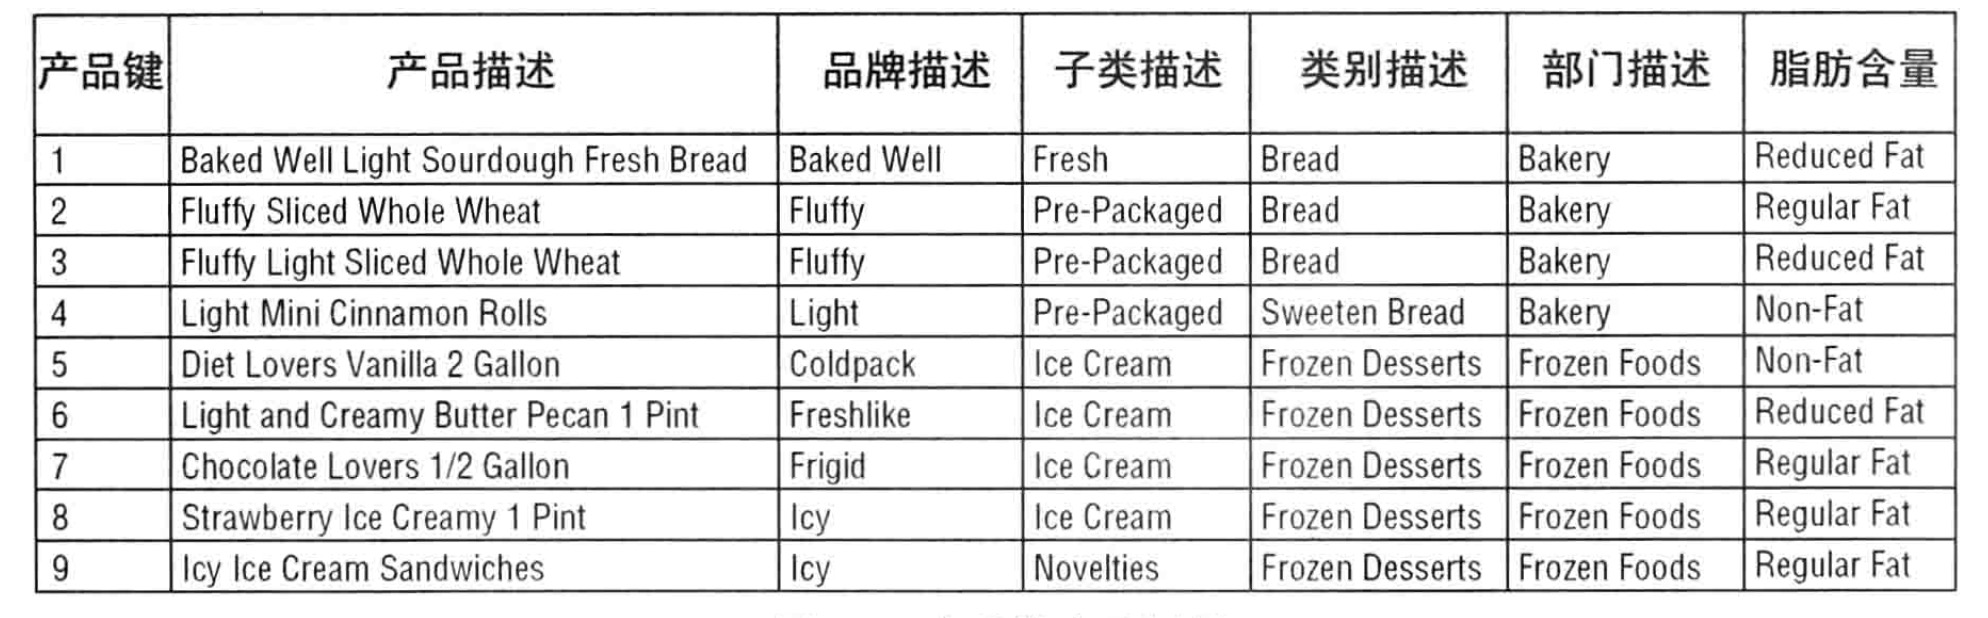 产品键 产品描述 品牌描述 子类描述 类别描述 部门描述 脂肪含量
1 Baked Well Light Sourdough Fresh Bread Baked Well Fresh Bread Bakery Reduced Fat
2 Fluffy Sliced Whole Wheat Fluffy Pre-Packaged Bread Bakery Regular Fat
3 Fluffy Light Sliced Whole Wheat Fluffy Pre-Packaged Bread Bakery Reduced Fat
4 Light Mini Cinnamon Rolls Light Pre-Packaged Sweeten Bread Bakery Non-Fat
5 Diet Lovers Vanilla 2 Gallon Coldpack Ice Cream Frozen Desserts Frozen Foods Non-Fat
6 Light and Creamy Butter Pecan 1 Pint Freshlike Ice Cream Frozen Desserts Frozen Foods Reduced Fat
7 Chocolate Lovers 1/2 Gallon Frigid Ice Cream Frozen Desserts Frozen Foods Regular Fat
8 Strawberry Ice Creamy 1 Pint Icy Ice Cream Frozen Desserts Frozen Foods Regular Fat
9 Icy Ice Cream Sandwiches Icy Novelties Frozen Desserts Frozen Foods Regular Fat